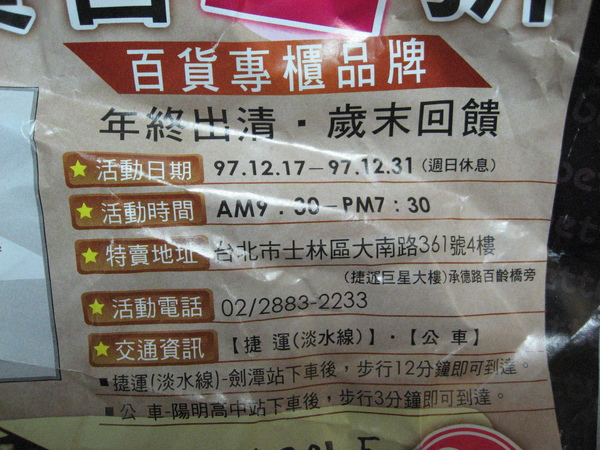 百貨專櫃品牌
年終出清・歲末回饋
活動日期 97.12.17－97.12.31（週日休息）
活動時間 AM9：30－PM7：30
特賣地址 台北市士林區大南路361號4樓
（捷運巨星大樓）承德路百齡橋旁
活動電話 02/2883-2233
交通資訊 【捷 運(淡水線)】・【公 車】
■捷運(淡水線)-劍潭站下車後，步行12分鐘即可到達。
■公 車-陽明高中站下車後，步行3分鐘即可到達。